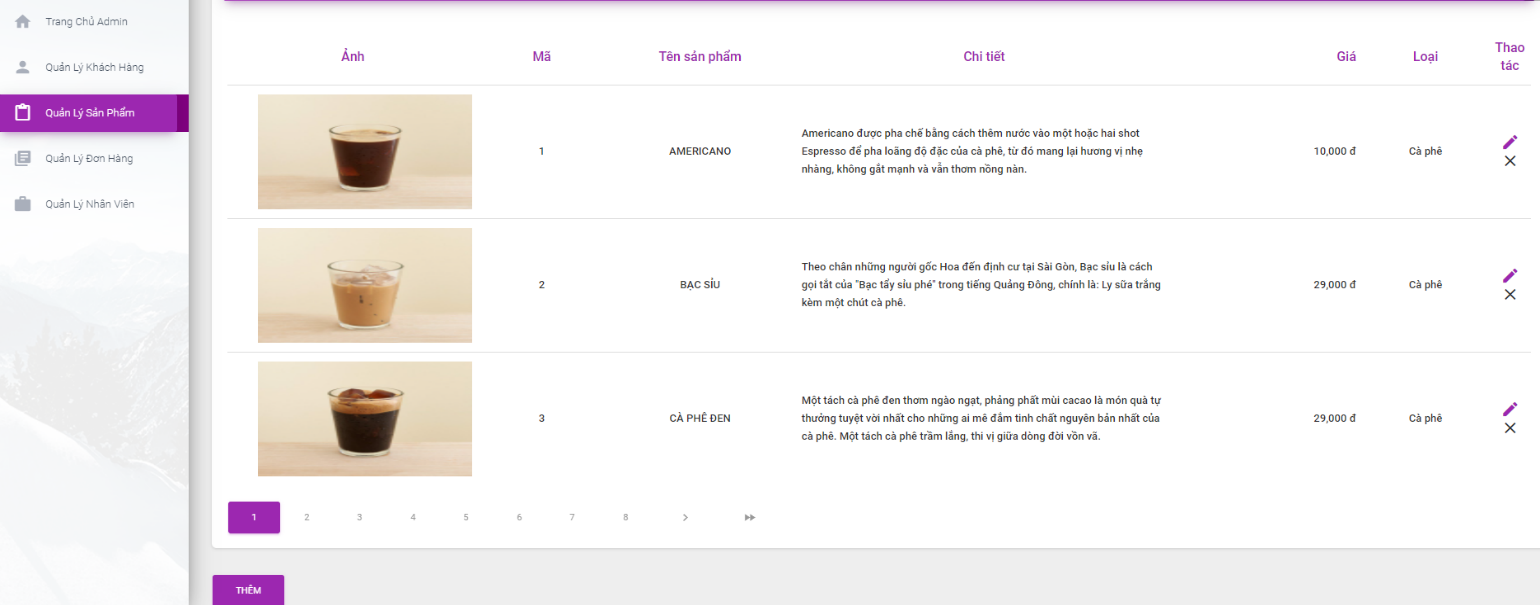 Trang Chủ Admin
Quản Lý Khách Hàng
Quản Lý Sản Phẩm
Quản Lý Đơn Hàng
Quản Lý Nhân Viên
Ảnh Mã Tên sản phẩm Chi tiết Giá Loại Thao
tác
Americano được pha chế bằng cách thêm nước vào một hoặc hai shot
1 AMERICANO Espresso để pha loãng độ đặc của cà phê, từ đó mang lại hương vị nhẹ 10,000 đ Cà phê
nhàng, không gắt mạnh và vẫn thơm nồng nàn.
Theo chân những người gốc Hoa đến định cư tại Sài Gòn, Bạc sỉu là cách
2 BẠC SỈU gọi tắt của "Bạc tẩy sỉu phé" trong tiếng Quảng Đông, chính là: Ly sữa trắng 29,000 đ Cà phê
kèm một chút cà phê.
Một tách cà phê đen thơm ngào ngạt, phảng phất mùi cacao là món quà tự
3 CÀ PHÊ ĐEN thưởng tuyệt vời nhất cho những ai mê đắm tinh chất nguyên bản nhất của 29,000 đ Cà phê
cà phê. Một tách cà phê trầm lắng, thi vị giữa dòng đời vồn vã.
1 2 3 4 5 6 7 8
THÊM